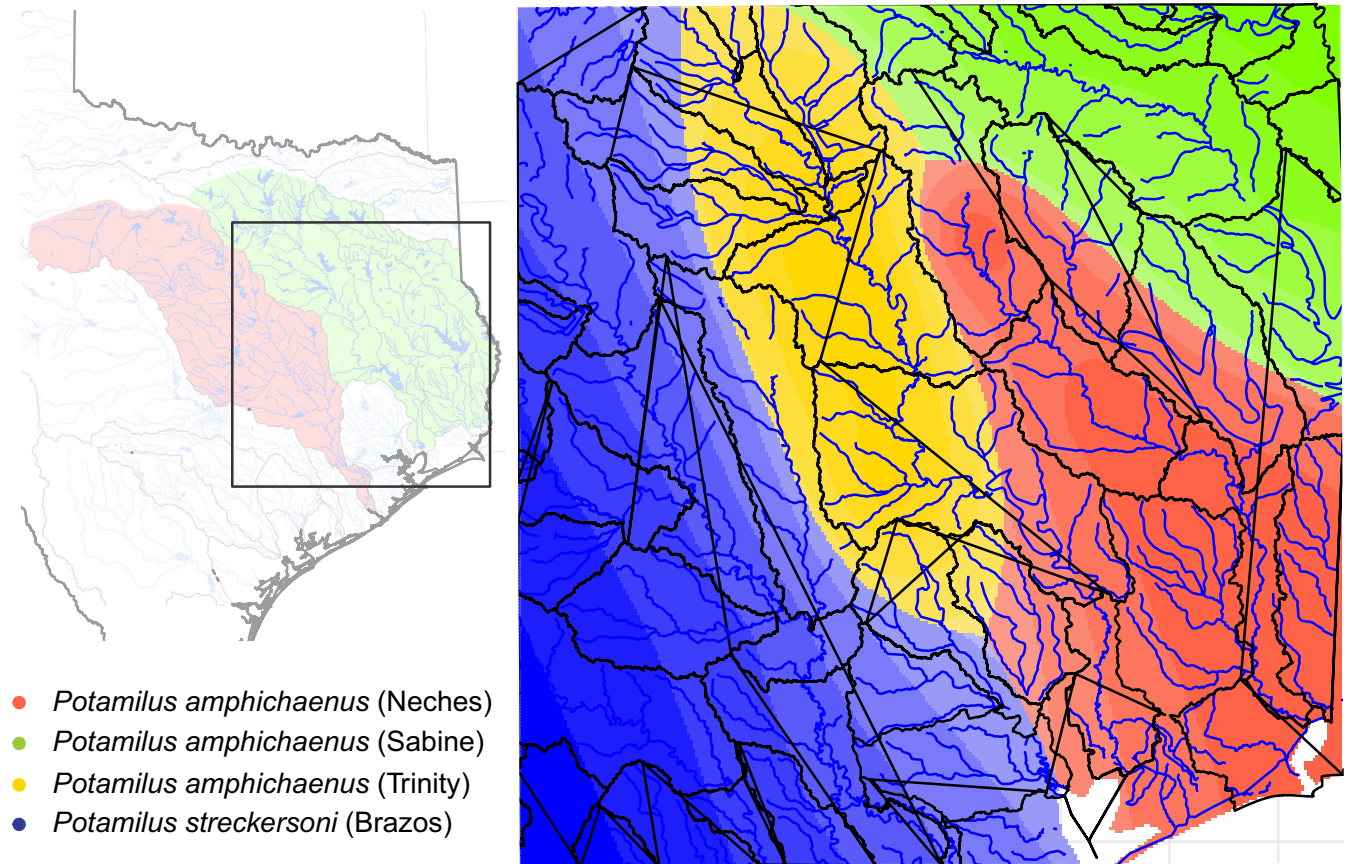 Potamilus amphichaenus (Neches)
Potamilus amphichaenus (Sabine)
Potamilus amphichaenus (Trinity)
Potamilus streckersoni (Brazos)